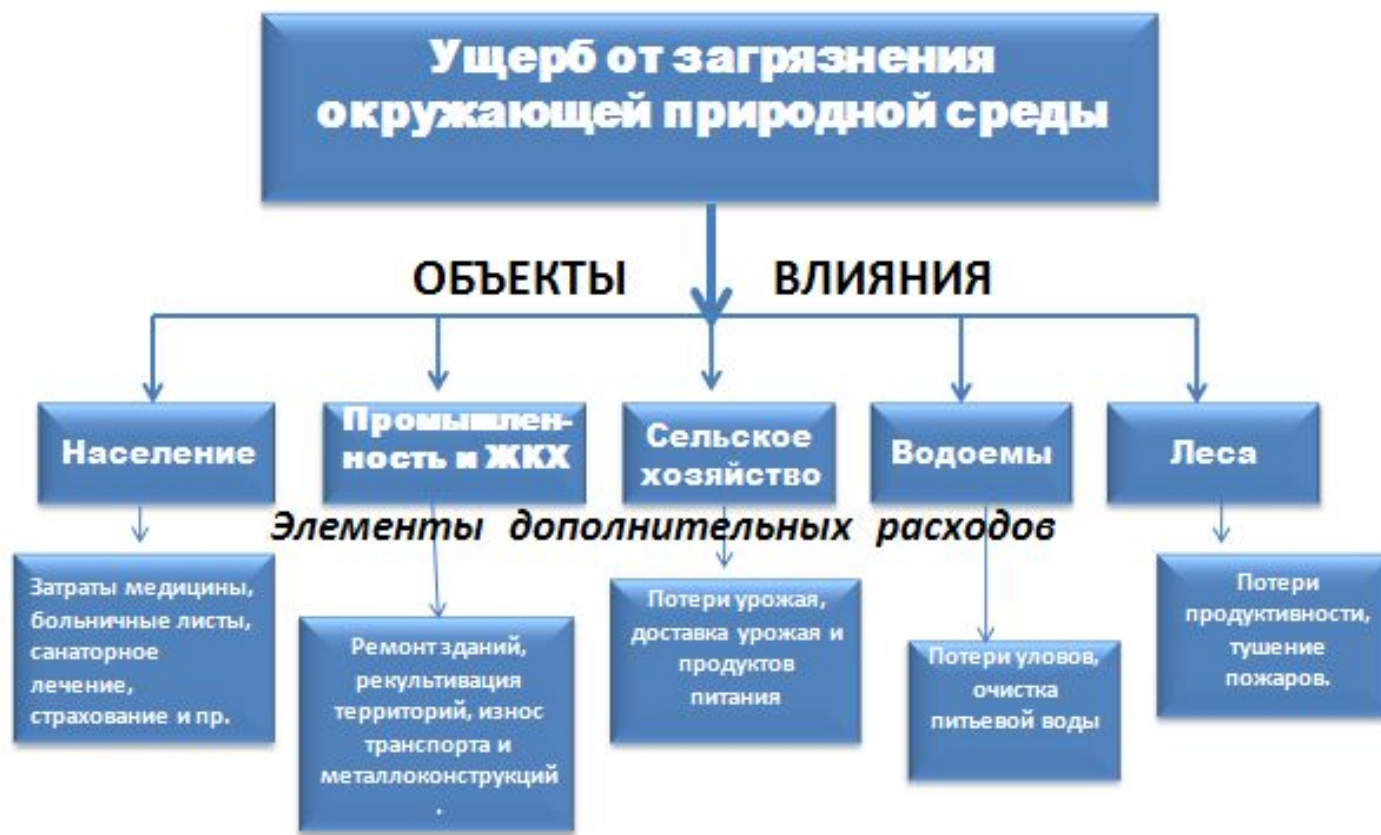 Ущерб от загрязнения
окружающей природной среды
ОБЪЕКТЫ ВЛИЯНИЯ
Население
Промышлен-
ность и ЖКХ
Сельское
хозяйство
Водоемы
Леса
Элементы дополнительных расходов
Затраты медицины,
больничные листы,
санаторное
лечение,
страхование и пр.
Ремонт зданий,
рекультивация
территорий, износ
транспорта и
металлоконструкций
.
Потери урожая,
доставка урожая и
продуктов
питания
Потери уловов,
очистка
питьевой воды
Потери
продуктивности,
тушение
пожаров.